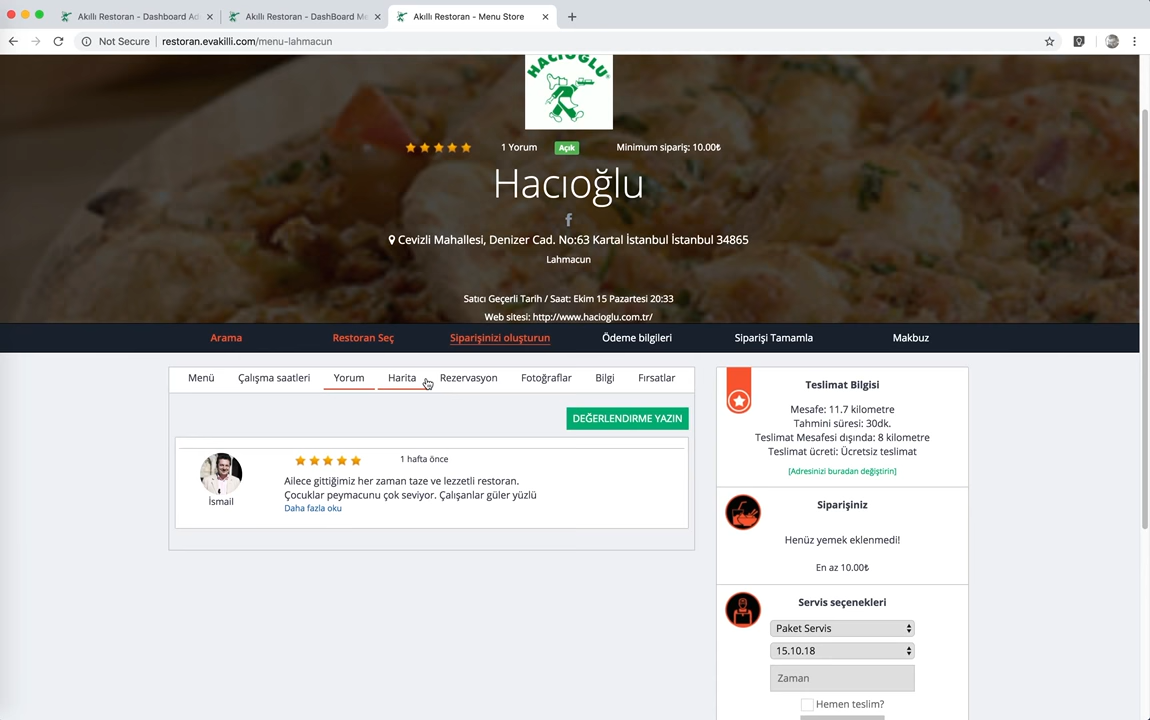 Akıllı Restoran - Dashboard Ad
Akıllı Restoran - DashBoard Me
Akıllı Restoran - Menu Store
Not Secure
restoran.evakilli.com/menu-lahmacun
HACIOĞLU
1 Yorum
Açık
Minimum sipariş: 10.00₺
Hacıoğlu
Cevizli Mahallesi, Denizer Cad. No:63 Kartal İstanbul İstanbul 34865
Lahmacun
Satıcı Geçerli Tarih / Saat: Ekim 15 Pazartesi 20:33
Web sitesi: http://www.hacioglu.com.tr/
Arama
Restoran Seç
Siparişinizi oluşturun
Ödeme bilgileri
Siparişi Tamamla
Makbuz
Menü
Çalışma saatleri
Yorum
Harita
Rezervasyon
Fotoğraflar
Bilgi
Fırsatlar
DEĞERLENDİRME YAZIN
İsmail
1 hafta önce
Ailece gittiğimiz her zaman taze ve lezzetli restoran.
Çocuklar peymacunu çok seviyor. Çalışanlar güler yüzlü
Daha fazla oku
Teslimat Bilgisi
Mesafe: 11.7 kilometre
Tahmini süresi: 30dk.
Teslimat Mesafesi dışında: 8 kilometre
Teslimat ücreti: Ücretsiz teslimat
[Adresinizi buradan değiştirin]
Siparişiniz
Henüz yemek eklenmedi!
En az 10.00₺
Servis seçenekleri
Paket Servis
15.10.18
Zaman
Hemen teslim?